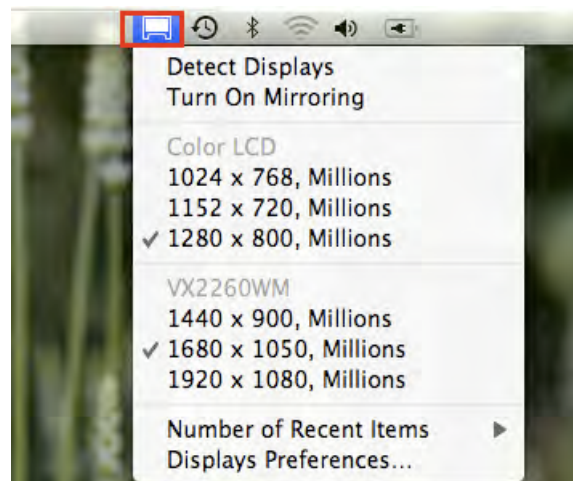 Detect Displays
Turn On Mirroring
Color LCD
1024 x 768, Millions
1152 x 720, Millions
1280 x 800, Millions
VX2260WM
1440 x 900, Millions
1680 x 1050, Millions
1920 x 1080, Millions
Number of Recent Items
Displays Preferences...